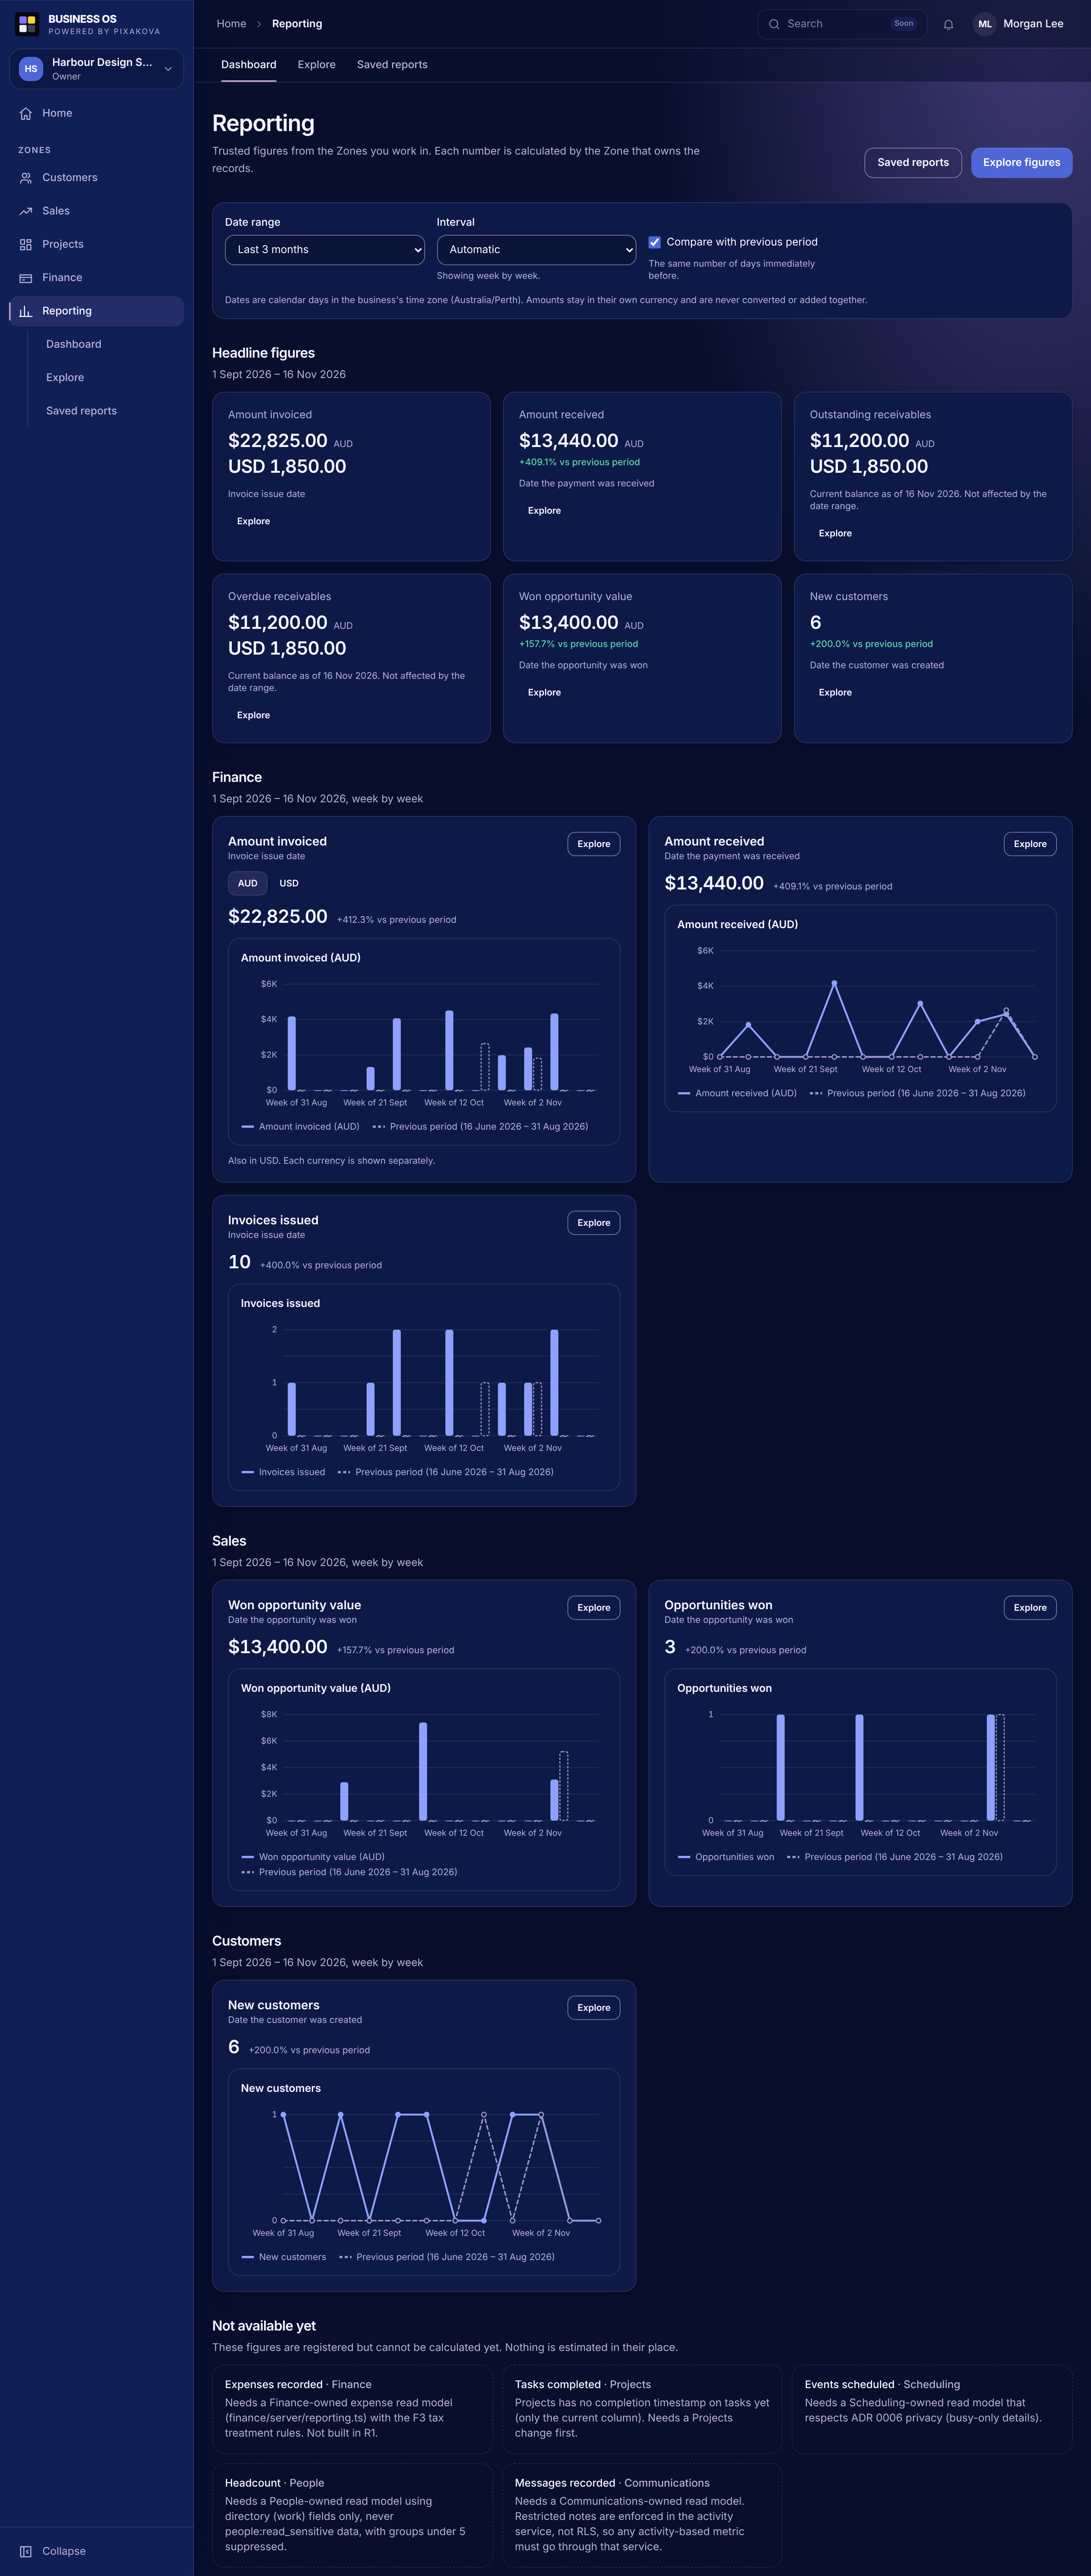 BUSINESS OS
POWERED BY PIXAKOVA
HS
Harbour Design S...
Owner
Home
ZONES
Customers
Sales
Projects
Finance
Reporting
Dashboard
Explore
Saved reports
Collapse
Home > Reporting
Search
Soon
ML
Morgan Lee
Dashboard
Explore
Saved reports
Reporting
Trusted figures from the Zones you work in. Each number is calculated by the Zone that owns the
records.
Saved reports
Explore figures
Date range
Last 3 months
Interval
Automatic
Showing week by week.
Compare with previous period
The same number of days immediately
before.
Dates are calendar days in the business's time zone (Australia/Perth). Amounts stay in their own currency and are never converted or added together.
Headline figures
1 Sept 2026 – 16 Nov 2026
Amount invoiced
$22,825.00 AUD
USD 1,850.00
Invoice issue date
Explore
Amount received
$13,440.00 AUD
+409.1% vs previous period
Date the payment was received
Explore
Outstanding receivables
$11,200.00 AUD
USD 1,850.00
Current balance as of 16 Nov 2026. Not affected by the
date range.
Explore
Overdue receivables
$11,200.00 AUD
USD 1,850.00
Current balance as of 16 Nov 2026. Not affected by the
date range.
Explore
Won opportunity value
$13,400.00 AUD
+157.7% vs previous period
Date the opportunity was won
Explore
New customers
6
+200.0% vs previous period
Date the customer was created
Explore
Finance
1 Sept 2026 – 16 Nov 2026, week by week
Amount invoiced
Invoice issue date
Explore
AUD
USD
$22,825.00 +412.3% vs previous period
Amount invoiced (AUD)
$6K
$4K
$2K
$0
Week of 31 Aug
Week of 21 Sept
Week of 12 Oct
Week of 2 Nov
Amount invoiced (AUD)
Previous period (16 June 2026 – 31 Aug 2026)
Also in USD. Each currency is shown separately.
Amount received
Date the payment was received
Explore
$13,440.00 +409.1% vs previous period
Amount received (AUD)
$6K
$4K
$2K
$0
Week of 31 Aug
Week of 21 Sept
Week of 12 Oct
Week of 2 Nov
Amount received (AUD)
Previous period (16 June 2026 – 31 Aug 2026)
Invoices issued
Invoice issue date
Explore
10 +400.0% vs previous period
Invoices issued
2
1
0
Week of 31 Aug
Week of 21 Sept
Week of 12 Oct
Week of 2 Nov
Invoices issued
Previous period (16 June 2026 – 31 Aug 2026)
Sales
1 Sept 2026 – 16 Nov 2026, week by week
Won opportunity value
Date the opportunity was won
Explore
$13,400.00 +157.7% vs previous period
Won opportunity value (AUD)
$8K
$6K
$4K
$2K
$0
Week of 31 Aug
Week of 21 Sept
Week of 12 Oct
Week of 2 Nov
Won opportunity value (AUD)
Previous period (16 June 2026 – 31 Aug 2026)
Opportunities won
Date the opportunity was won
Explore
3 +200.0% vs previous period
Opportunities won
1
0
Week of 31 Aug
Week of 21 Sept
Week of 12 Oct
Week of 2 Nov
Opportunities won
Previous period (16 June 2026 – 31 Aug 2026)
Customers
1 Sept 2026 – 16 Nov 2026, week by week
New customers
Date the customer was created
Explore
6 +200.0% vs previous period
New customers
1
0
Week of 31 Aug
Week of 21 Sept
Week of 12 Oct
Week of 2 Nov
New customers
Previous period (16 June 2026 – 31 Aug 2026)
Not available yet
These figures are registered but cannot be calculated yet. Nothing is estimated in their place.
Expenses recorded · Finance
Needs a Finance-owned expense read model
(finance/server/reporting.ts) with the F3 tax
treatment rules. Not built in R1.
Tasks completed · Projects
Projects has no completion timestamp on tasks yet
(only the current column). Needs a Projects
change first.
Events scheduled · Scheduling
Needs a Scheduling-owned read model that
respects ADR 0006 privacy (busy-only details).
Headcount · People
Needs a People-owned read model using
directory (work) fields only, never
people:read_sensitive data, with groups under 5
suppressed.
Messages recorded · Communications
Needs a Communications-owned read model.
Restricted notes are enforced in the activity
service, not RLS, so any activity-based metric
must go through that service.